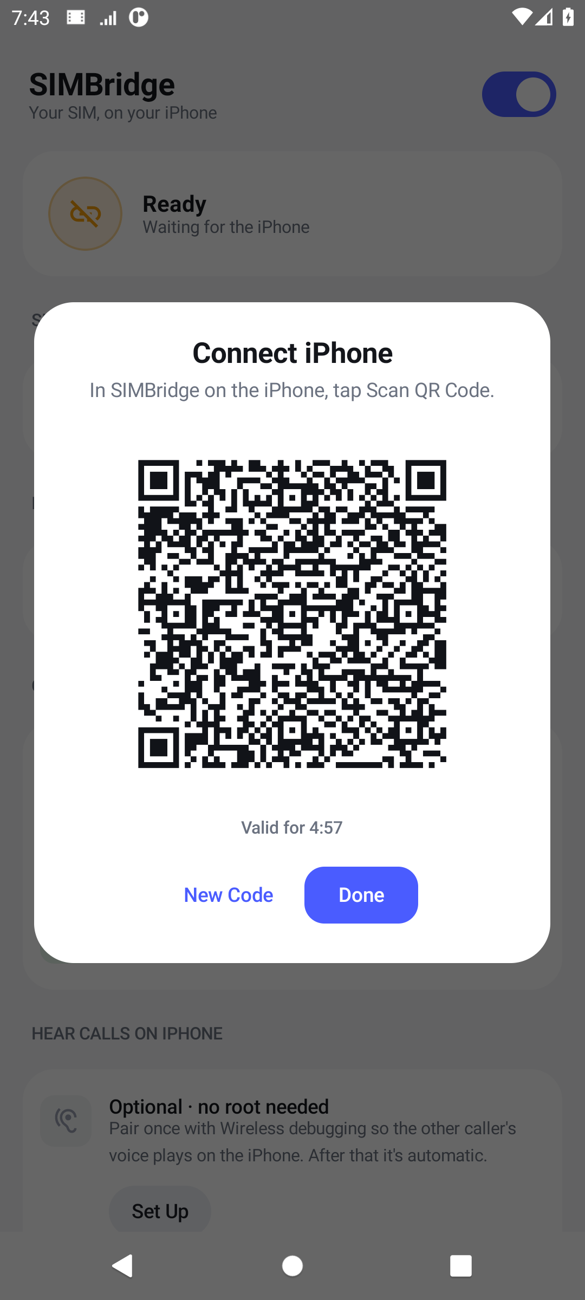 7:43
SIMBridge
Your SIM, on your iPhone
Ready
Waiting for the iPhone
Connect iPhone
In SIMBridge on the iPhone, tap Scan QR Code.
Valid for 4:57
New Code
Done
HEAR CALLS ON IPHONE
Optional · no root needed
Pair once with Wireless debugging so the other caller's
voice plays on the iPhone. After that it's automatic.
Set Up